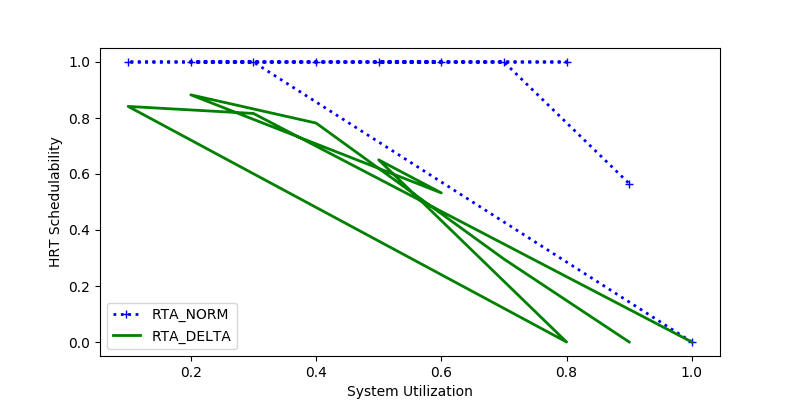 1.0
0.8
0.6
0.4
0.2
0.0
HRT Schedulability
RTA_NORM
RTA_DELTA
0.2 0.4 0.6 0.8 1.0
System Utilization